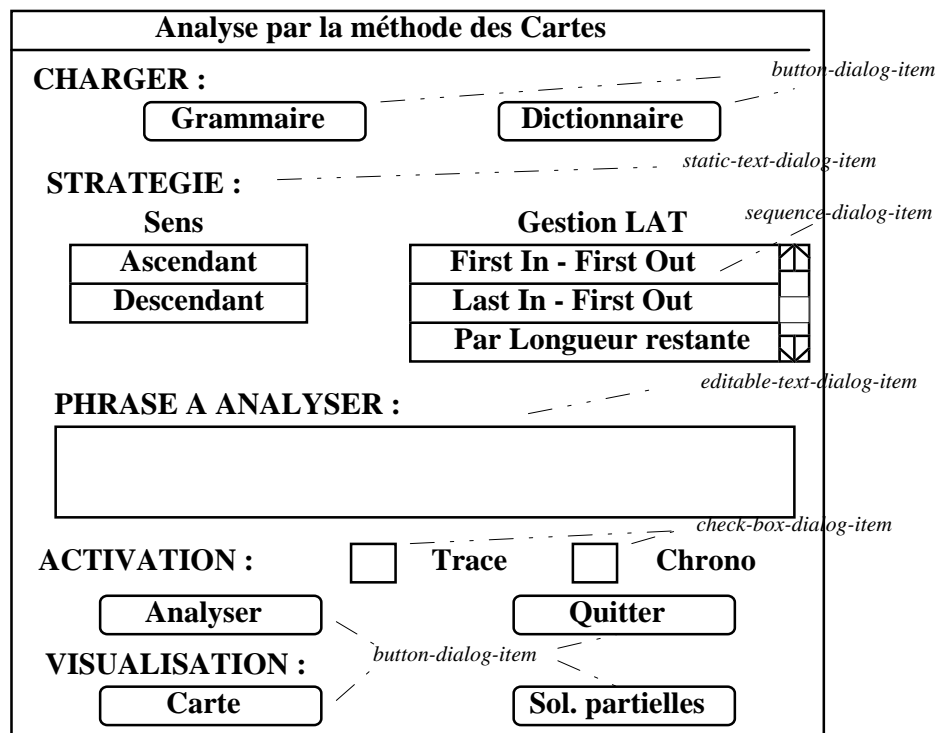 Analyse par la méthode des Cartes
CHARGER :
button-dialog-item
Grammaire
Dictionnaire
static-text-dialog-item
STRATEGIE :
sequence-dialog-item
Sens
Gestion LAT
Ascendant
First In - First Out
Descendant
Last In - First Out
Par Longueur restante
editable-text-dialog-item
PHRASE A ANALYSER :
check-box-dialog-item
ACTIVATION :
Trace
Chrono
Analyser
Quitter
button-dialog-item
VISUALISATION :
Carte
Sol. partielles